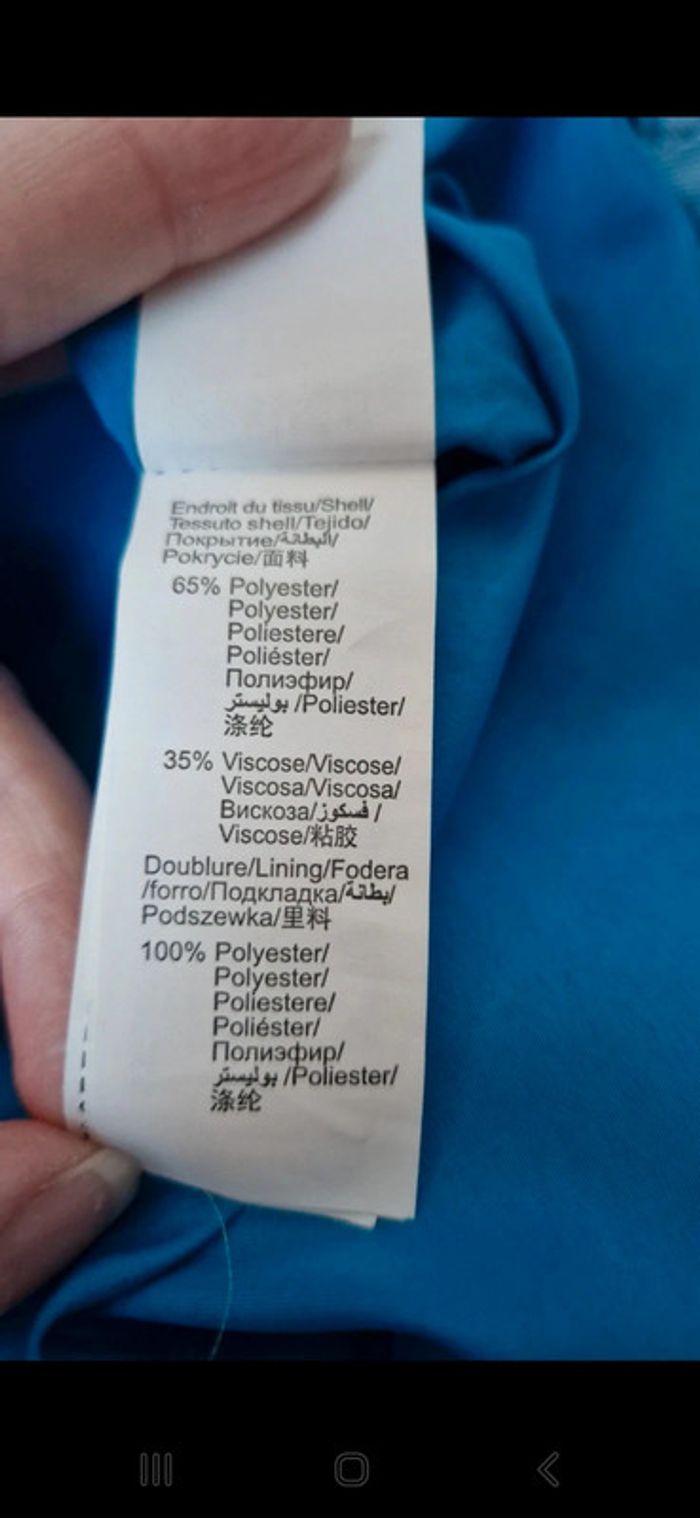 Endroit du tissu/Shell/
Tessuto shell/Tejido/
Покрытие/البطانة/
Pokrycie/面料
65% Polyester/
Polyester/
Poliestere/
Poliéster/
Полиэфир/
بوليستر /Poliester/
涤纶
35% Viscose/Viscose/
Viscosa/Viscosa/
Вискоза/فسكوز /
Viscose/粘胶
Doublure/Lining/Fodera
/forro/Подкладка/بطانة/
Podszewka/里料
100% Polyester/
Polyester/
Poliestere/
Poliéster/
Полиэфир/
بوليستر /Poliester/
涤纶